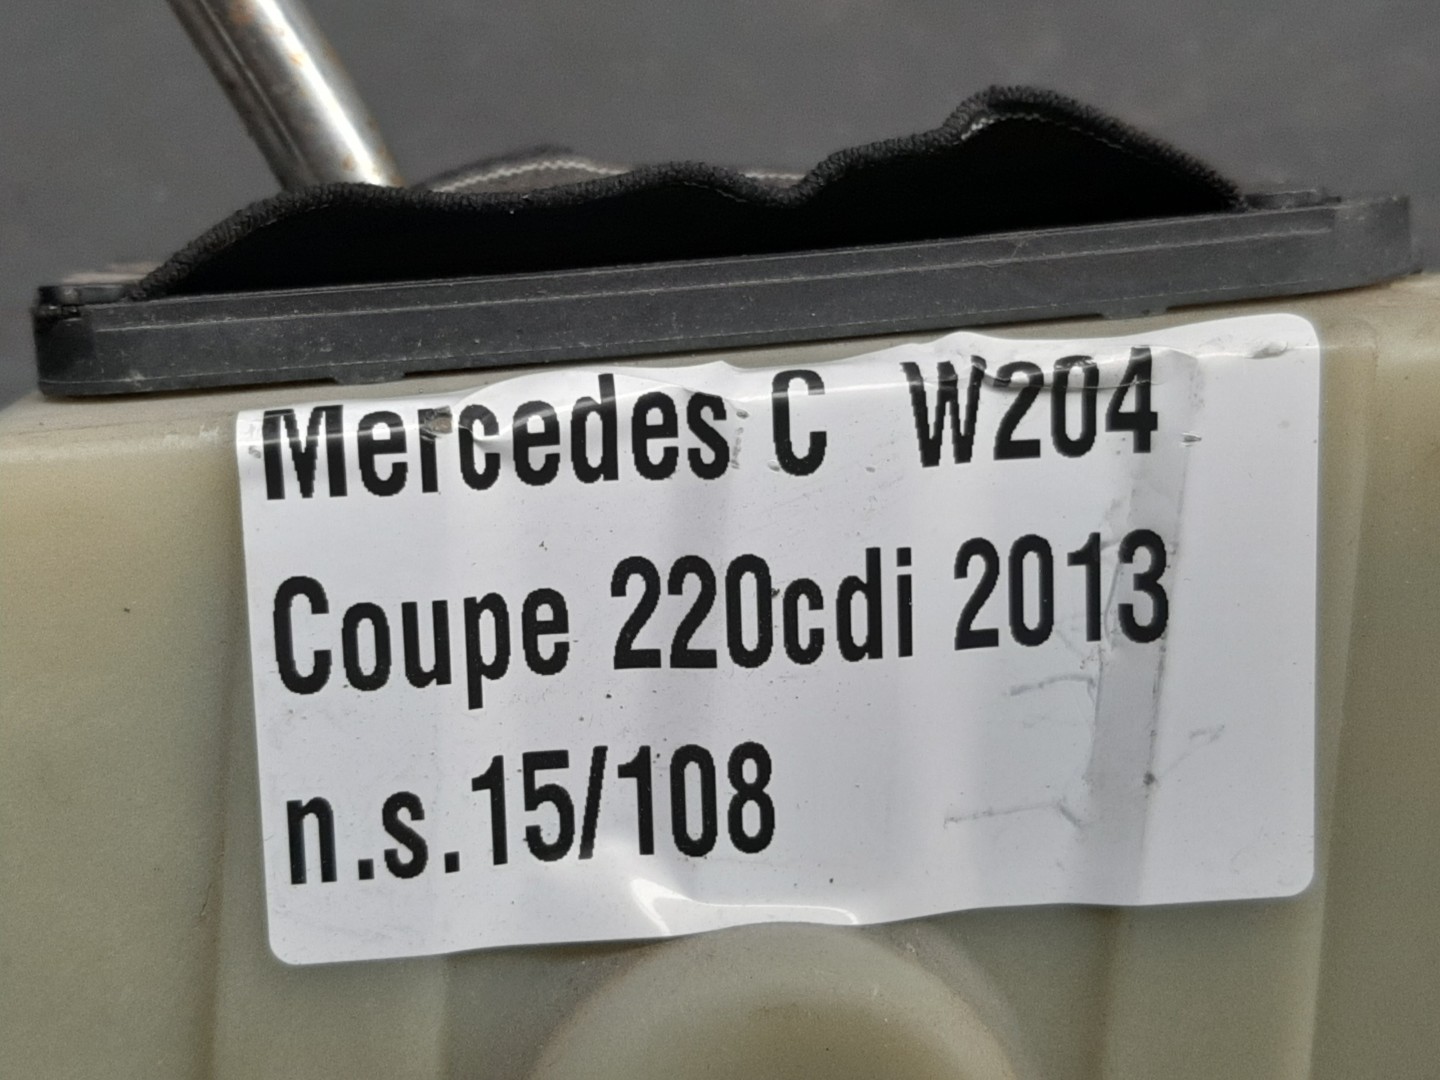 Mercedes C W204
Coupe 220cdi 2013
n.s.15/108